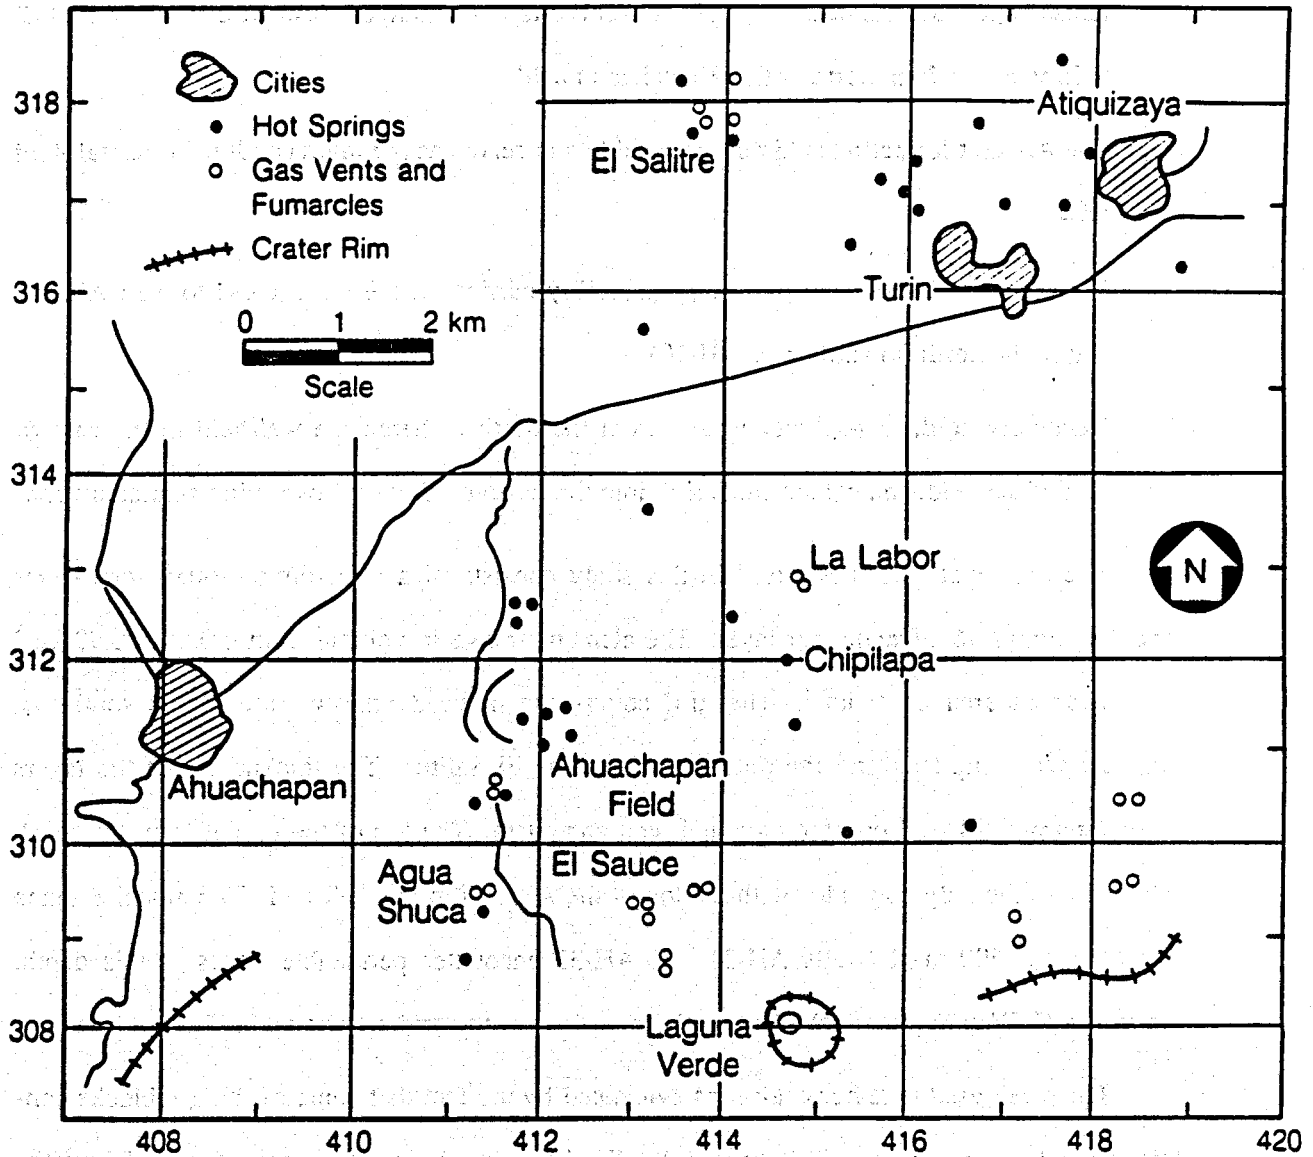 Cities
Hot Springs
Gas Vents and
Fumarcles
Crater Rim
0 1 2 km
Scale
318
316
314
312
310
308
408 410 412 414 416 418 420
Atiquizaya
El Salitre
Turin
La Labor
N
Chipilapa
Ahuachapan
Field
Ahuachapan
El Sauce
Agua
Shuca
Laguna
Verde